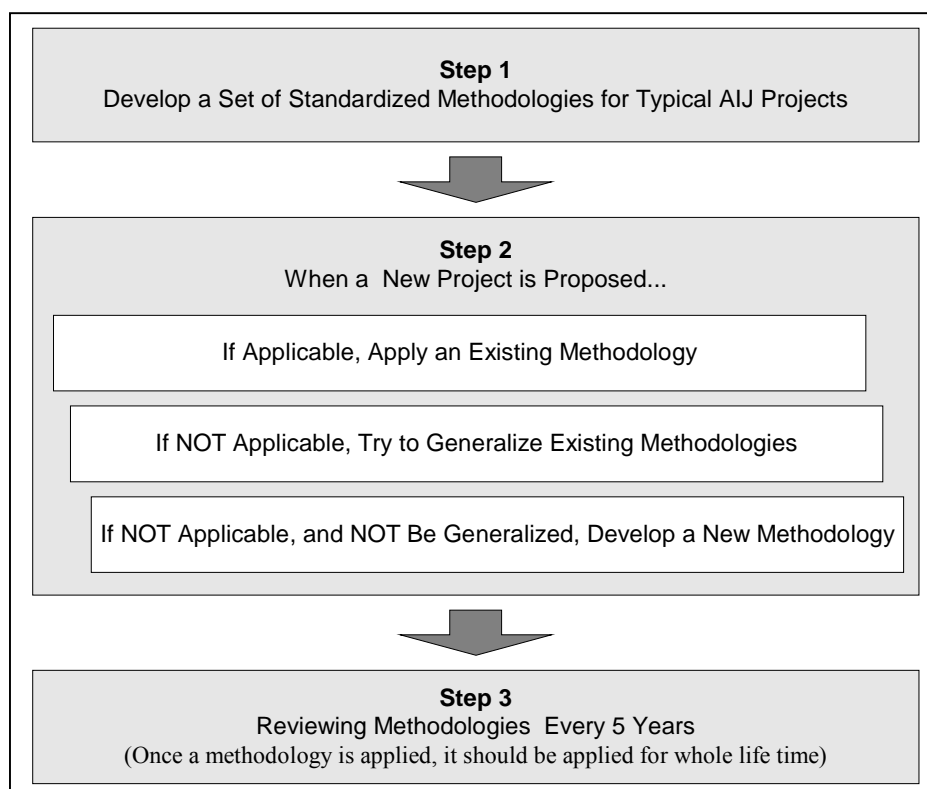 Step 1
Develop a Set of Standardized Methodologies for Typical AIJ Projects
Step 2
When a New Project is Proposed...
If Applicable, Apply an Existing Methodology
If NOT Applicable, Try to Generalize Existing Methodologies
If NOT Applicable, and NOT Be Generalized, Develop a New Methodology
Step 3
Reviewing Methodologies Every 5 Years
(Once a methodology is applied, it should be applied for whole life time)